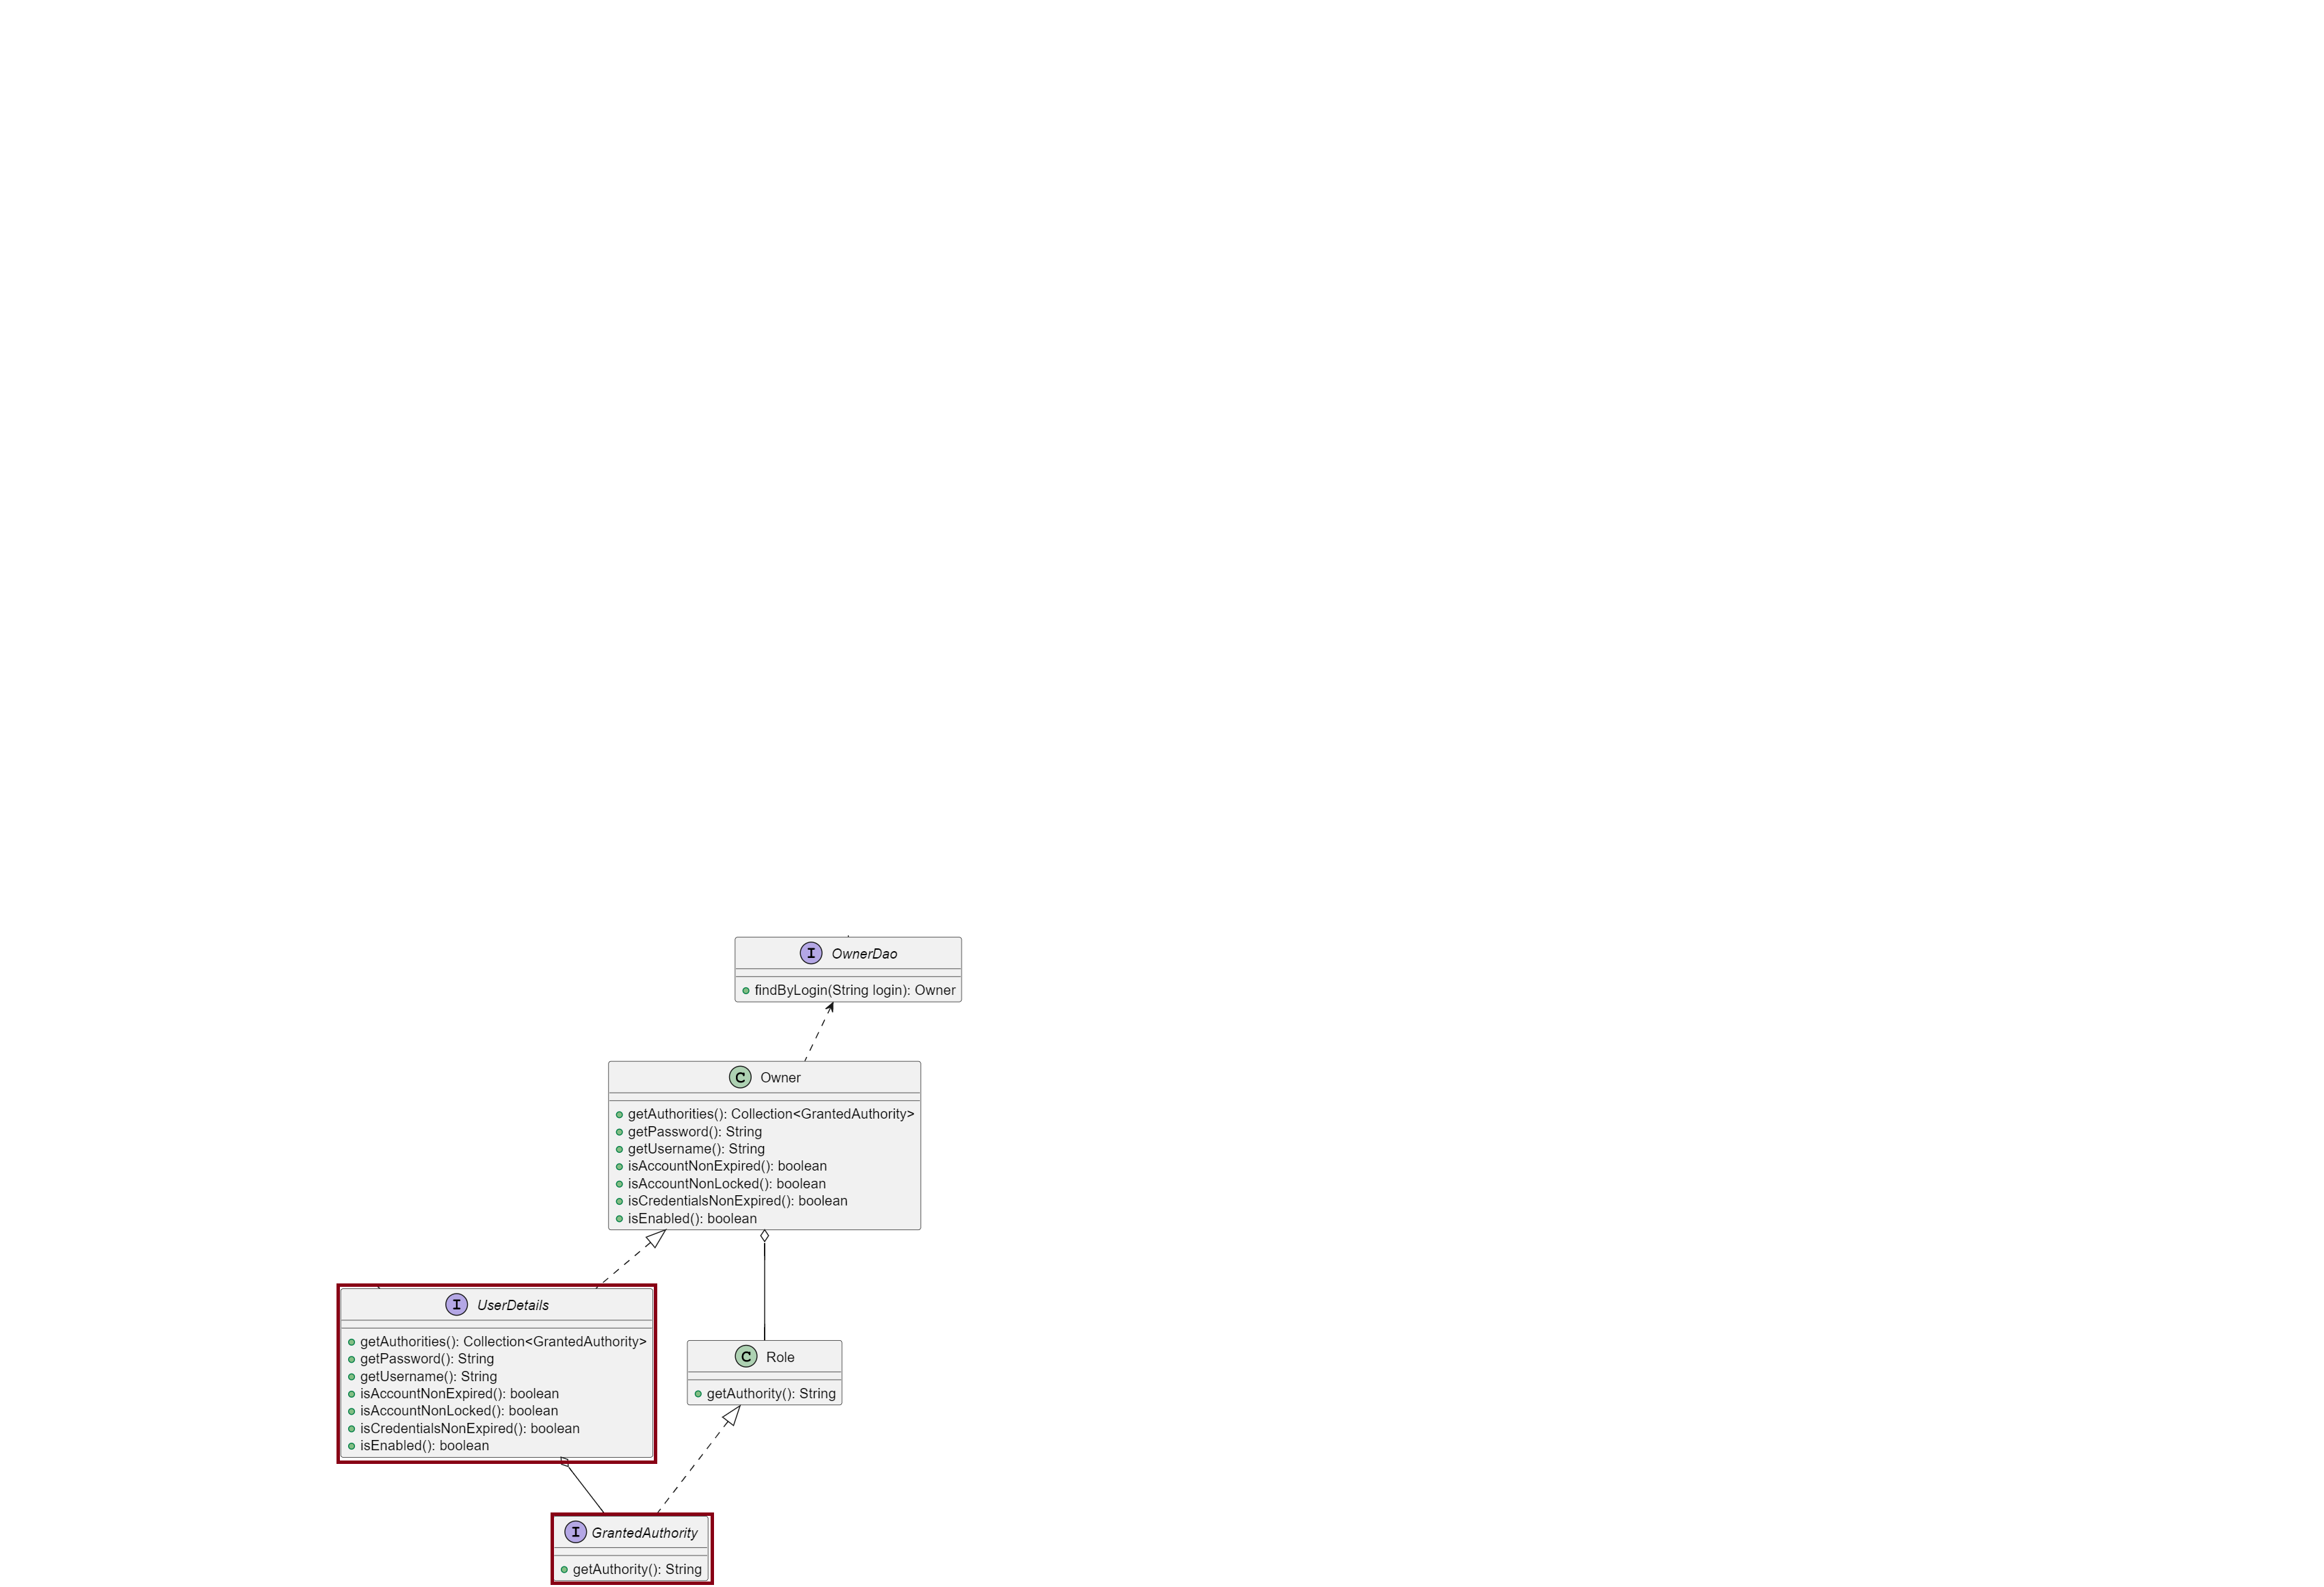 I OwnerDao
findByLogin(String login): Owner
C Owner
getAuthorities(): Collection<GrantedAuthority>
getPassword(): String
getUsername(): String
isAccountNonExpired(): boolean
isAccountNonLocked(): boolean
isCredentialsNonExpired(): boolean
isEnabled(): boolean
I UserDetails
getAuthorities(): Collection<GrantedAuthority>
getPassword(): String
getUsername(): String
isAccountNonExpired(): boolean
isAccountNonLocked(): boolean
isCredentialsNonExpired(): boolean
isEnabled(): boolean
C Role
getAuthority(): String
I GrantedAuthority
getAuthority(): String